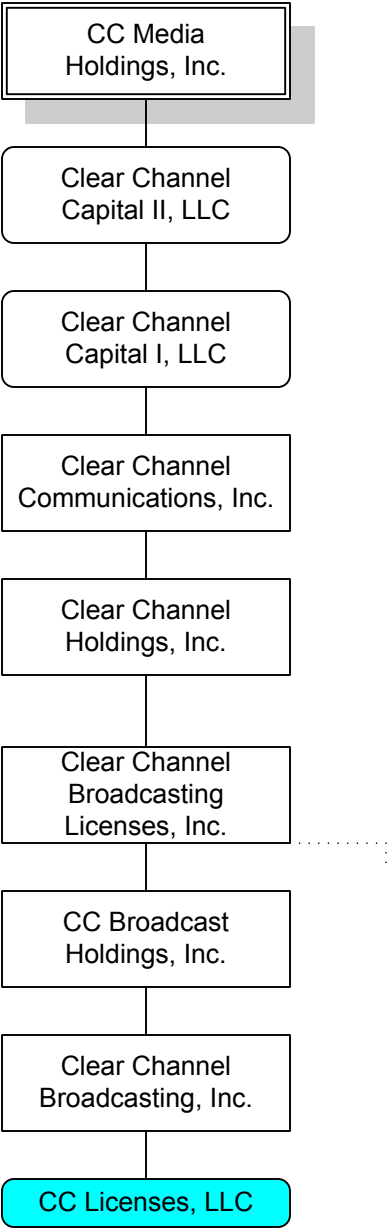 CC Media
Holdings, Inc.
Clear Channel
Capital II, LLC
Clear Channel
Capital I, LLC
Clear Channel
Communications, Inc.
Clear Channel
Holdings, Inc.
Clear Channel
Broadcasting
Licenses, Inc.
CC Broadcast
Holdings, Inc.
Clear Channel
Broadcasting, Inc.
CC Licenses, LLC